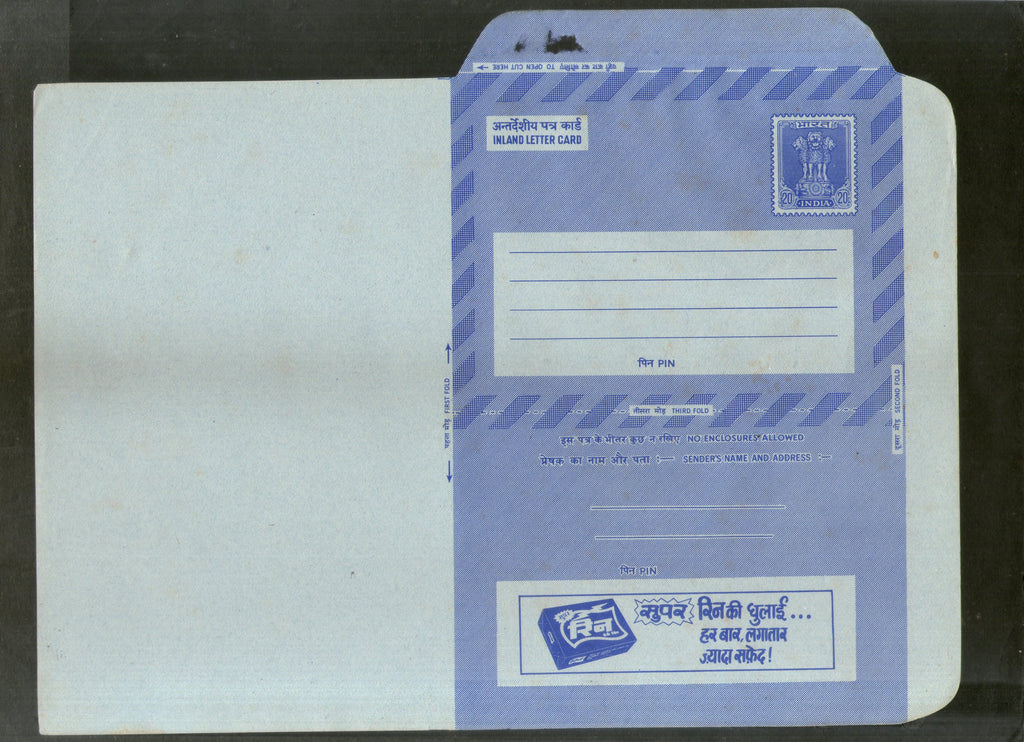 यहाँ काट कर खोलिए TO OPEN CUT HERE
अन्तर्देशीय पत्र कार्ड
INLAND LETTER CARD
भारत
20 INDIA 20
पिन PIN
पहला मोड़ FIRST FOLD
दूसरा मोड़ SECOND FOLD
तीसरा मोड़ THIRD FOLD
इस पत्र के भीतर कुछ न रखिए NO ENCLOSURES ALLOWED
प्रेषक का नाम और पता :— SENDER'S NAME AND ADDRESS :—
पिन PIN
सुपर रिन की धुलाई...
हर बार, लगातार
ज़्यादा सफ़ेद!
रिन